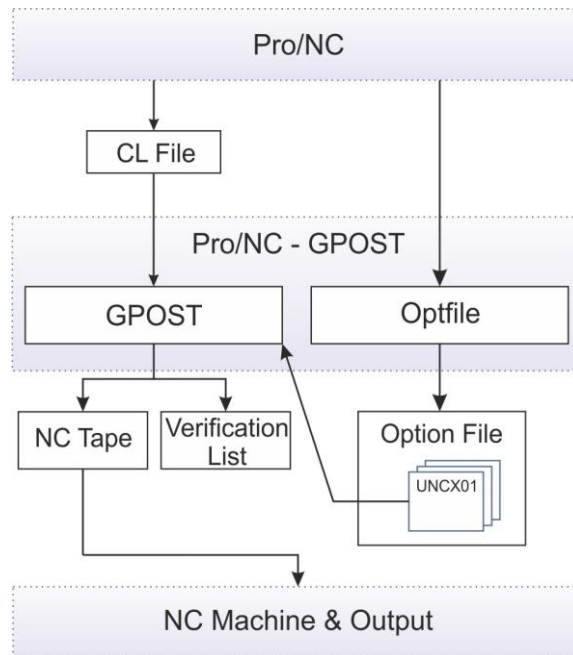 Pro/NC
CL File
Pro/NC - GPOST
GPOST
Optfile
NC Tape
Verification
List
Option File
UNCX01
NC Machine & Output